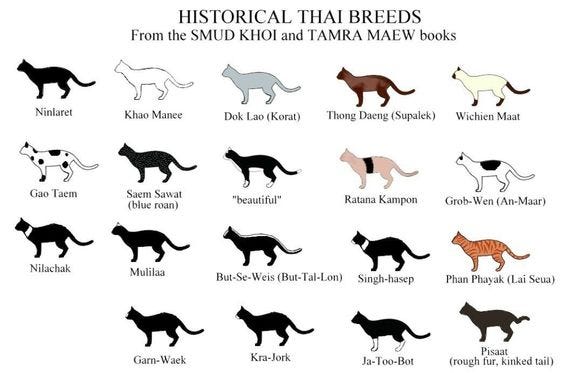 HISTORICAL THAI BREEDS
From the SMUD KHOI and TAMRA MAEW books
Ninlaret
Khao Manee
Dok Lao (Korat)
Thong Daeng (Supalek)
Wichien Maat
Gao Taem
Saem Sawat
(blue roan)
"beautiful"
Ratana Kampon
Grob-Wen (An-Maar)
Nilachak
Mulilaa
But-Se-Weis (But-Tal-Lon)
Singh-hasep
Phan Phayak (Lai Seua)
Garn-Waek
Kra-Jork
Ja-Too-Bot
Pisaat
(rough fur, kinked tail)